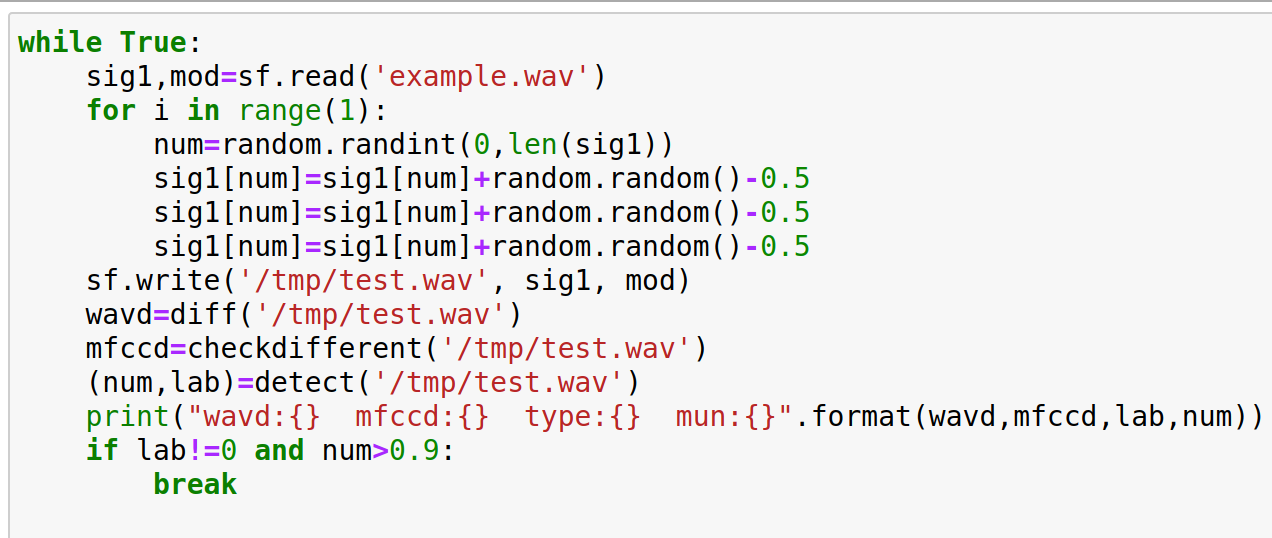 while True:
    sig1,mod=sf.read('example.wav')
    for i in range(1):
        num=random.randint(0,len(sig1))
        sig1[num]=sig1[num]+random.random()-0.5
        sig1[num]=sig1[num]+random.random()-0.5
        sig1[num]=sig1[num]+random.random()-0.5
    sf.write('/tmp/test.wav', sig1, mod)
    wavd=diff('/tmp/test.wav')
    mfccd=checkdifferent('/tmp/test.wav')
    (num,lab)=detect('/tmp/test.wav')
    print("wavd:{}  mfccd:{}  type:{}  mun:{}".format(wavd,mfccd,lab,num))
    if lab!=0 and num>0.9:
        break